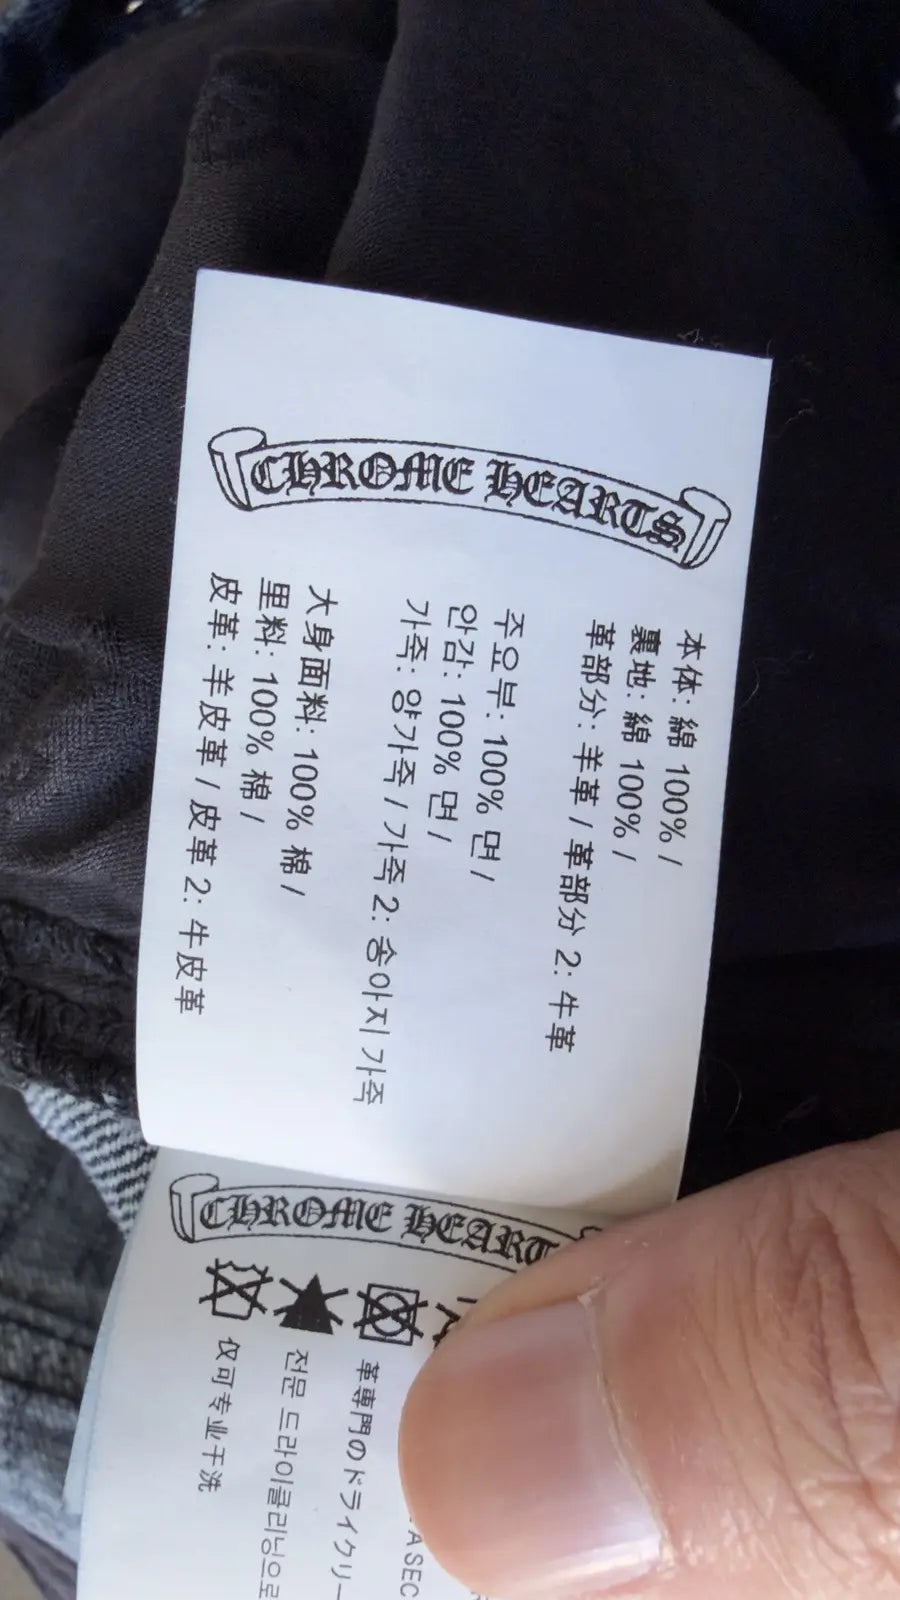 CHROME HEARTS
本体: 綿 100% /
裏地: 綿 100% /
革部分: 羊革 / 革部分 2: 牛革
주요부: 100% 면 /
안감: 100% 면 /
가죽: 양가죽 / 가죽 2: 송아지 가죽
大身面料: 100% 棉 /
里料: 100% 棉 /
皮革: 羊皮革 / 皮革 2: 牛皮革
CHROME HEART
A SEC
革専門のドライクリー
전문 드라이클리닝으로
仅可专业干洗